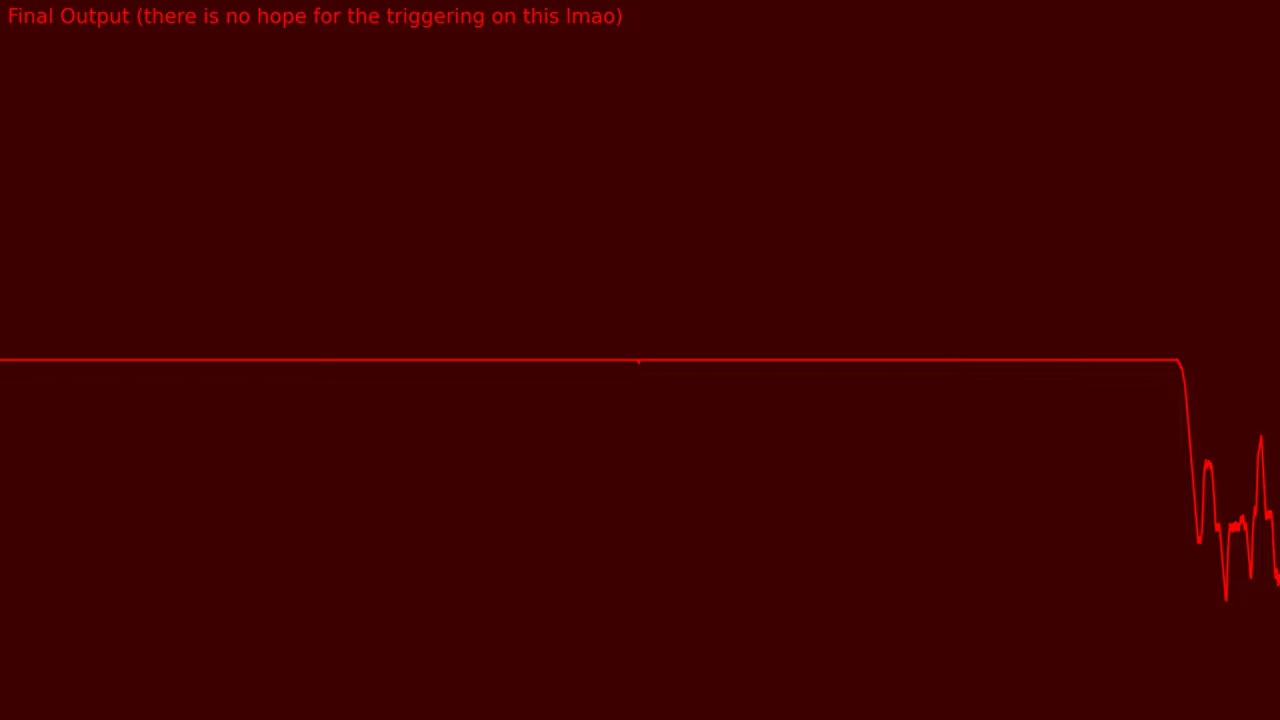 Final Output (there is no hope for the triggering on this lmao)